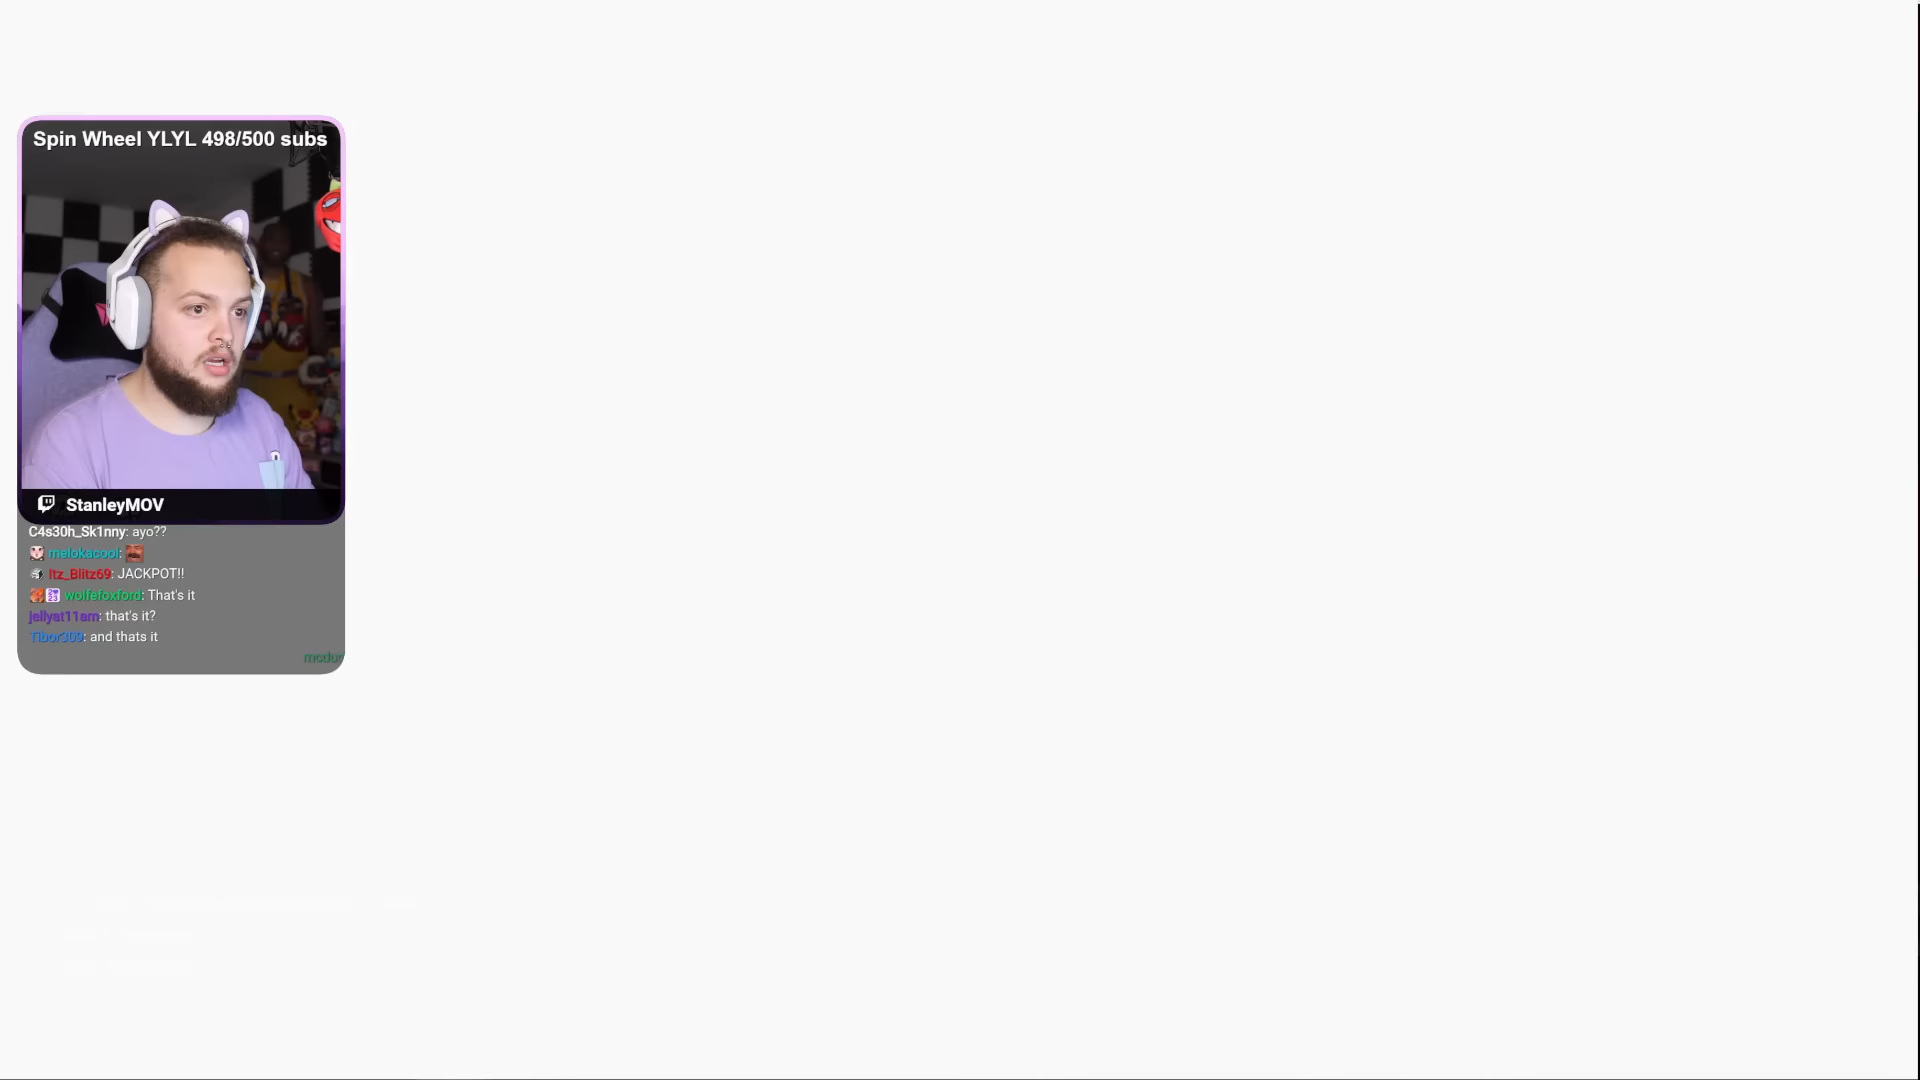 Spin Wheel YLYL 498/500 subs
StanleyMOV
C4s30h_Sk1nny: ayo??
melokacool:
Itz_Blitz69: JACKPOT!!
wolfefoxford: That's it
jellyat11am: that's it?
Tibor309: and thats it